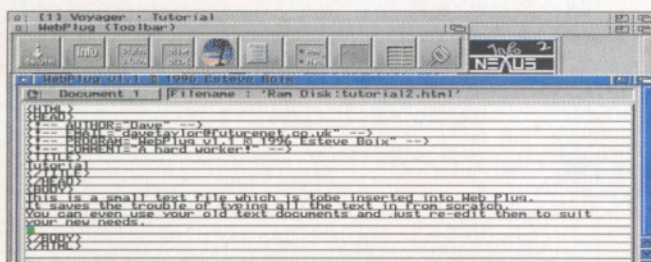 [1] Voyager · Tutorial
WebPlug (Toolbar)
Info
NEXUS 2
WebPlug v1.1 © 1996 Esteve Boix
Document 1 Filename : 'Ram Disk:tutorial2.html'
<HTML>
<HEAD>
<!-- AUTHOR="Dave" -->
<!-- EMAIL="davetaylor@futurenet.co.uk" -->
<!-- PROGRAM="WebPlug v1.1 © 1996 Esteve Boix" -->
<!-- COMMENT="A hard worker!" -->
<TITLE>
Tutorial
</TITLE>
</HEAD>
<BODY>
This is a small text file which is tobe inserted into Web Plug.
It saves the trouble of typing all the text in from scratch.
You can even use your old text documents and just re-edit them to suit
your new needs.
</BODY>
</HTML>